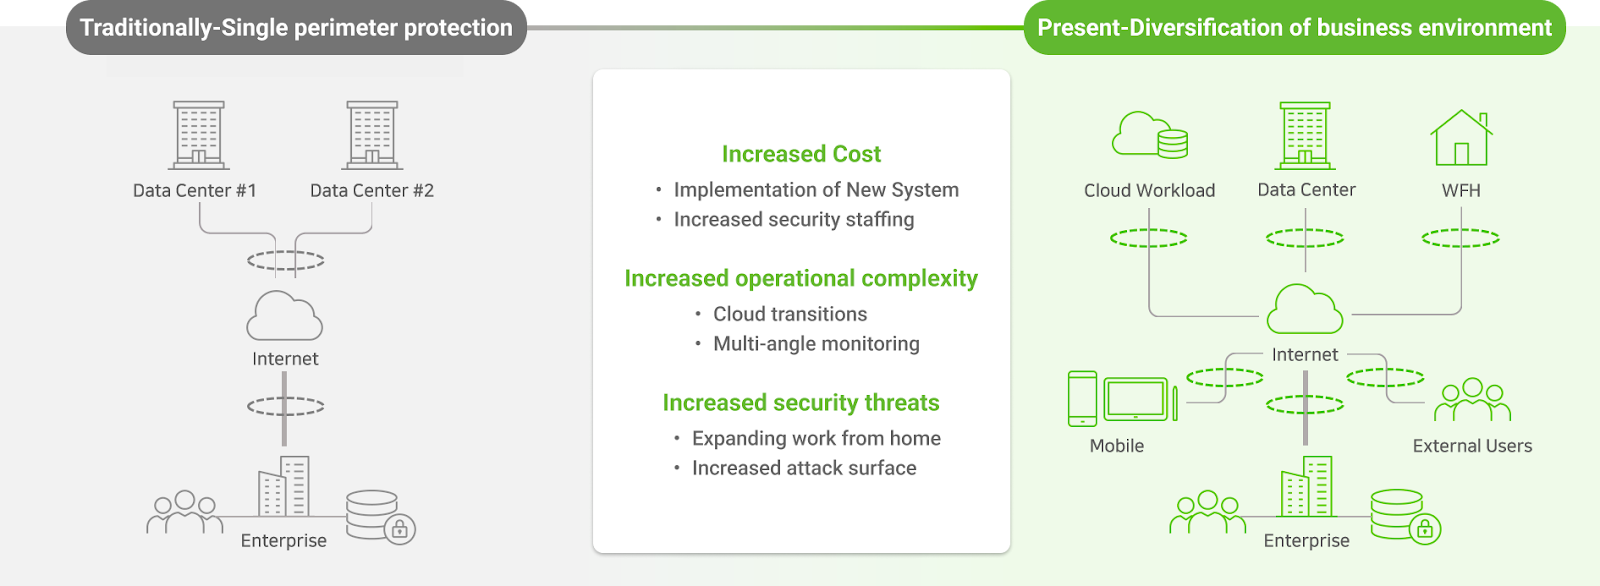 Traditionally-Single perimeter protection
Present-Diversification of business environment
Data Center #1
Data Center #2
Internet
Enterprise
Increased Cost
• Implementation of New System
• Increased security staffing
Increased operational complexity
• Cloud transitions
• Multi-angle monitoring
Increased security threats
• Expanding work from home
• Increased attack surface
Cloud Workload
Data Center
WFH
Internet
Mobile
External Users
Enterprise